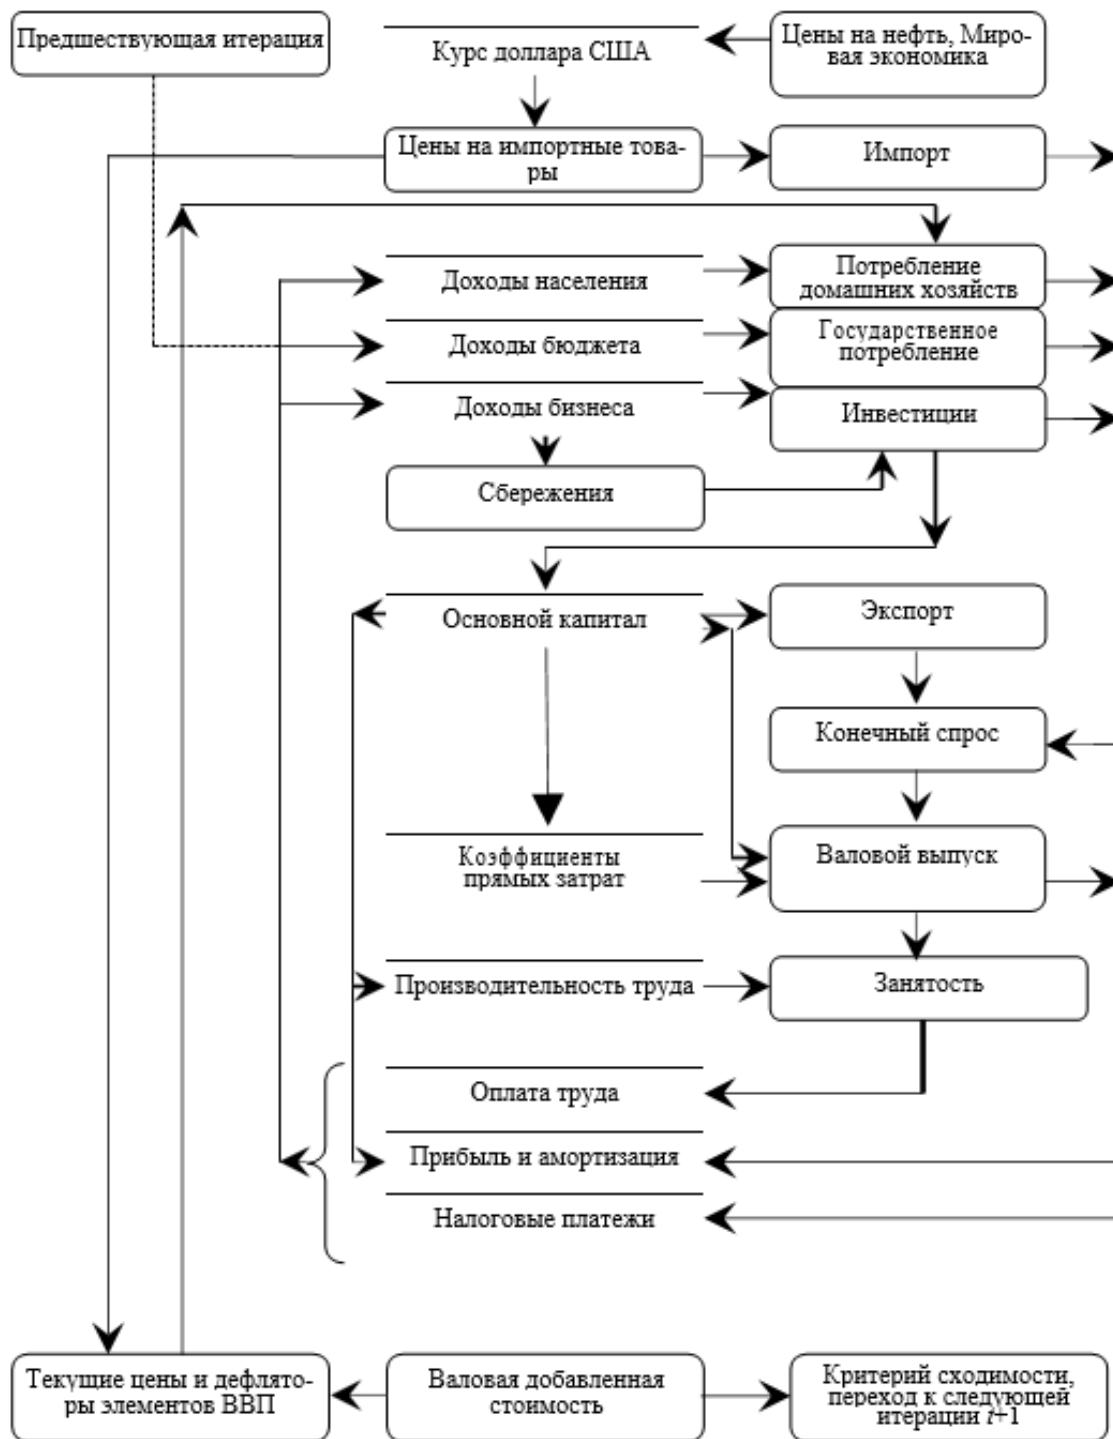 Предшествующая итерация
Курс доллара США
Цены на нефть, Миро-
вая экономика
Цены на импортные това-
ры
Импорт
Доходы населения
Потребление
домашних хозяйств
Доходы бюджета
Государственное
потребление
Доходы бизнеса
Инвестиции
Сбережения
Основной капитал
Экспорт
Конечный спрос
Коэффициенты
прямых затрат
Валовой выпуск
Производительность труда
Занятость
Оплата труда
Прибыль и амортизация
Налоговые платежи
Текущие цены и дефлято-
ры элементов ВВП
Валовая добавленная
стоимость
Критерий сходимости,
переход к следующей
итерации i+1